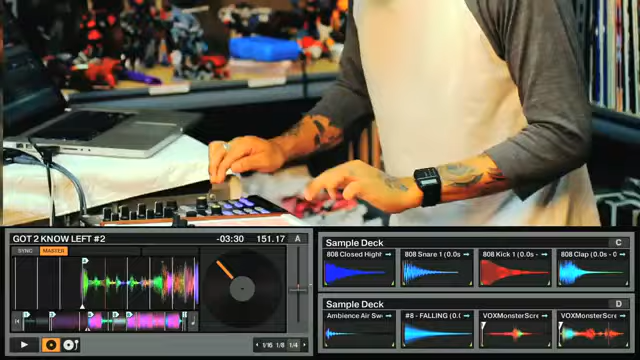 GOT 2 KNOW LEFT #2
-03:30
151.17
A
SYNC
MASTER
1/16 1/8 1/4
Sample Deck
C
808 Closed High
808 Snare 1 (0.0s
808 Kick 1 (0.0s
808 Clap (0.0s - 0
Sample Deck
D
Ambience Air Sw
#8 - FALLING (0.(
VOXMonsterScre
VOXMonsterScre